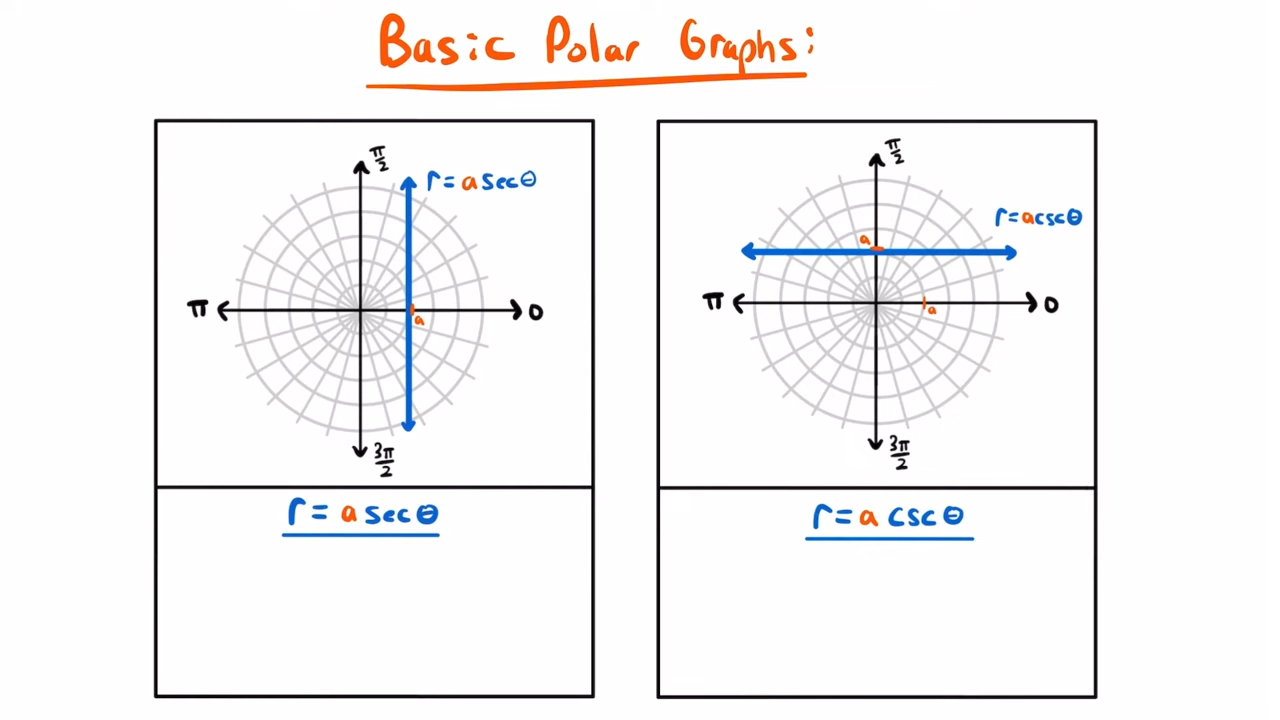 Basic Polar Graphs:
π/2
r = a sec θ
π
0
a
3π/2
r = a sec θ
π/2
r = a csc θ
a
π
0
a
3π/2
r = a csc θ